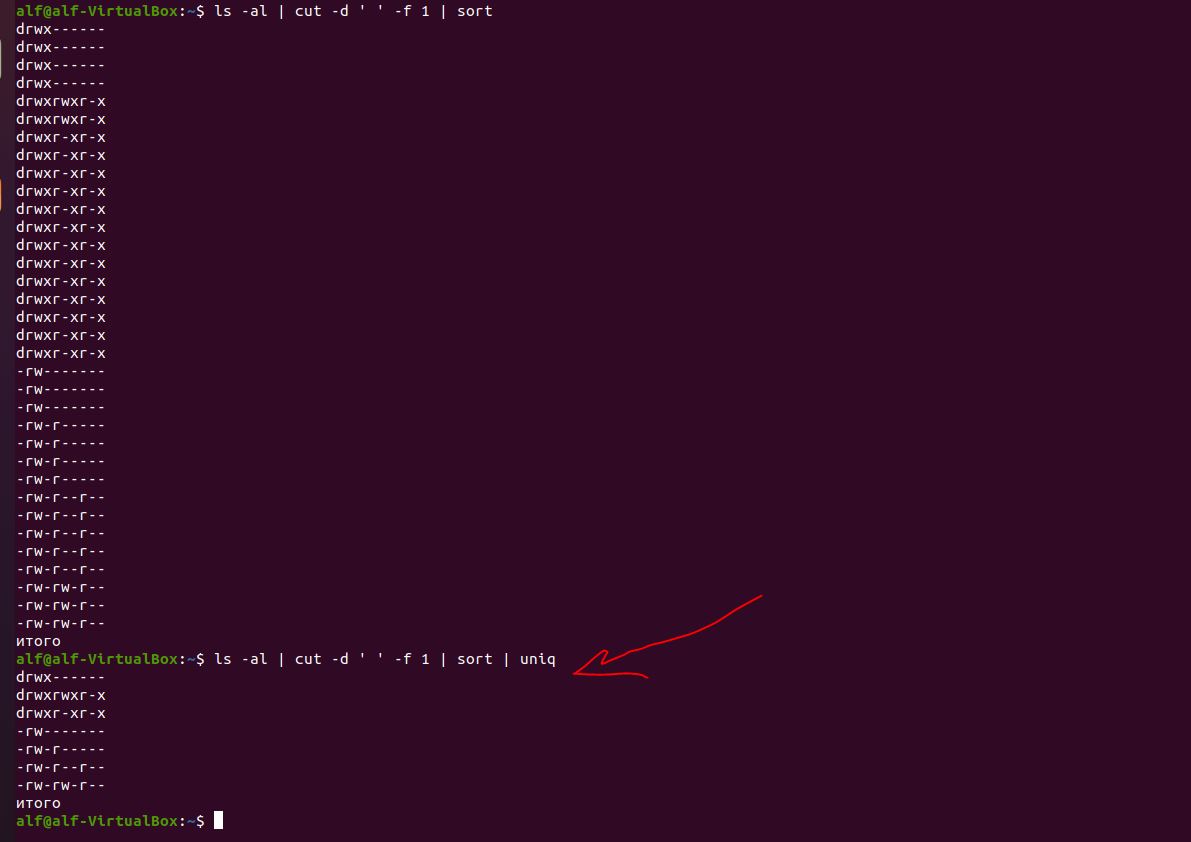 alf@alf-VirtualBox:~$ ls -al | cut -d ' ' -f 1 | sort
drwx------
drwx------
drwx------
drwx------
drwxrwxr-x
drwxrwxr-x
drwxr-xr-x
drwxr-xr-x
drwxr-xr-x
drwxr-xr-x
drwxr-xr-x
drwxr-xr-x
drwxr-xr-x
drwxr-xr-x
drwxr-xr-x
drwxr-xr-x
drwxr-xr-x
drwxr-xr-x
drwxr-xr-x
-rw-------
-rw-------
-rw-------
-rw-r-----
-rw-r-----
-rw-r-----
-rw-r-----
-rw-r--r--
-rw-r--r--
-rw-r--r--
-rw-r--r--
-rw-r--r--
-rw-rw-r--
-rw-rw-r--
-rw-rw-r--
итого
alf@alf-VirtualBox:~$ ls -al | cut -d ' ' -f 1 | sort | uniq
drwx------
drwxrwxr-x
drwxr-xr-x
-rw-------
-rw-r-----
-rw-r--r--
-rw-rw-r--
итого
alf@alf-VirtualBox:~$